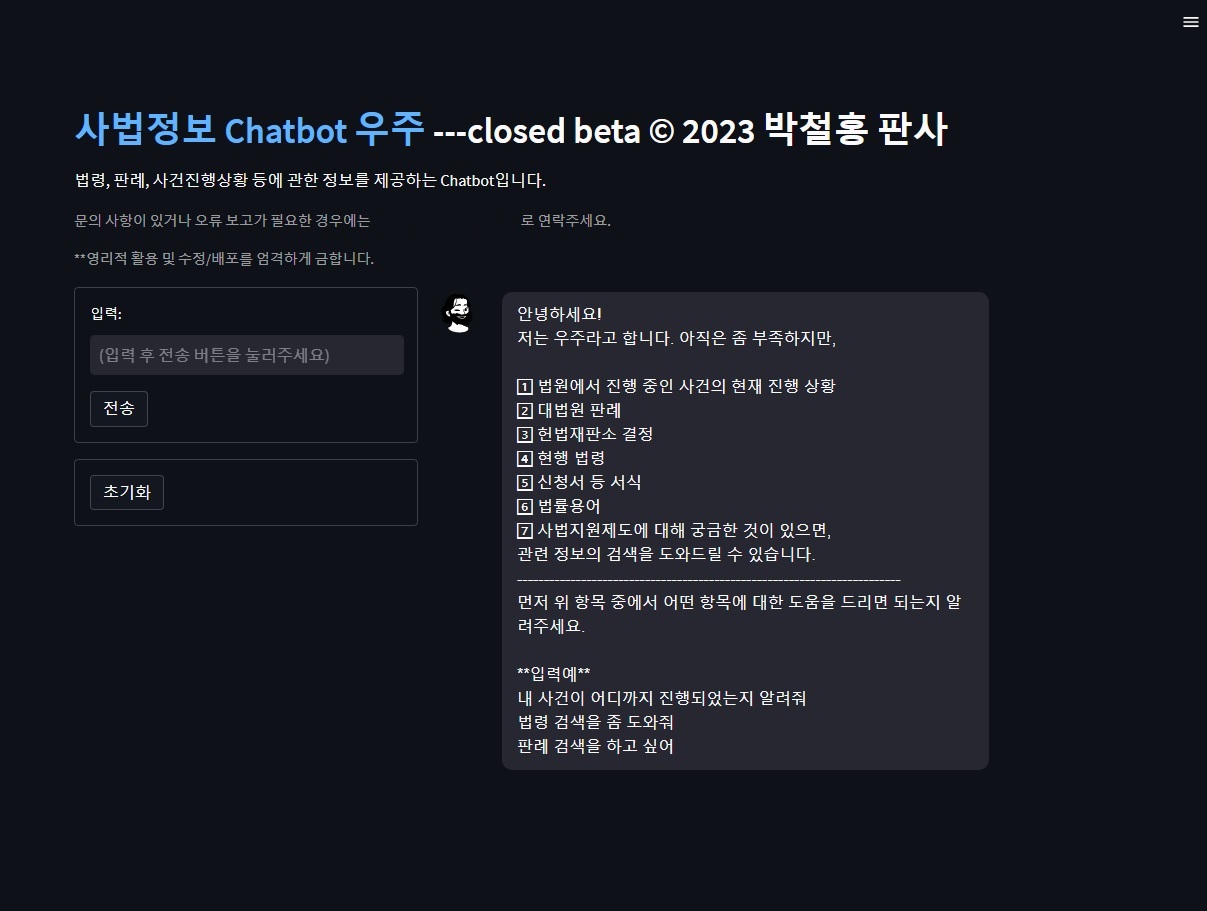 사법정보 Chatbot 우주 ---closed beta © 2023 박철홍 판사
법령, 판례, 사건진행상황 등에 관한 정보를 제공하는 Chatbot입니다.
문의 사항이 있거나 오류 보고가 필요한 경우에는 로 연락주세요.
**영리적 활용 및 수정/배포를 엄격하게 금합니다.
입력:
(입력 후 전송 버튼을 눌러주세요)
전송
초기화
안녕하세요!
저는 우주라고 합니다. 아직은 좀 부족하지만,
1 법원에서 진행 중인 사건의 현재 진행 상황
2 대법원 판례
3 헌법재판소 결정
4 현행 법령
5 신청서 등 서식
6 법률용어
7 사법지원제도에 대해 궁금한 것이 있으면,
관련 정보의 검색을 도와드릴 수 있습니다.
------------------------------------------------------------------------
먼저 위 항목 중에서 어떤 항목에 대한 도움을 드리면 되는지 알
려주세요.
**입력예**
내 사건이 어디까지 진행되었는지 알려줘
법령 검색을 좀 도와줘
판례 검색을 하고 싶어